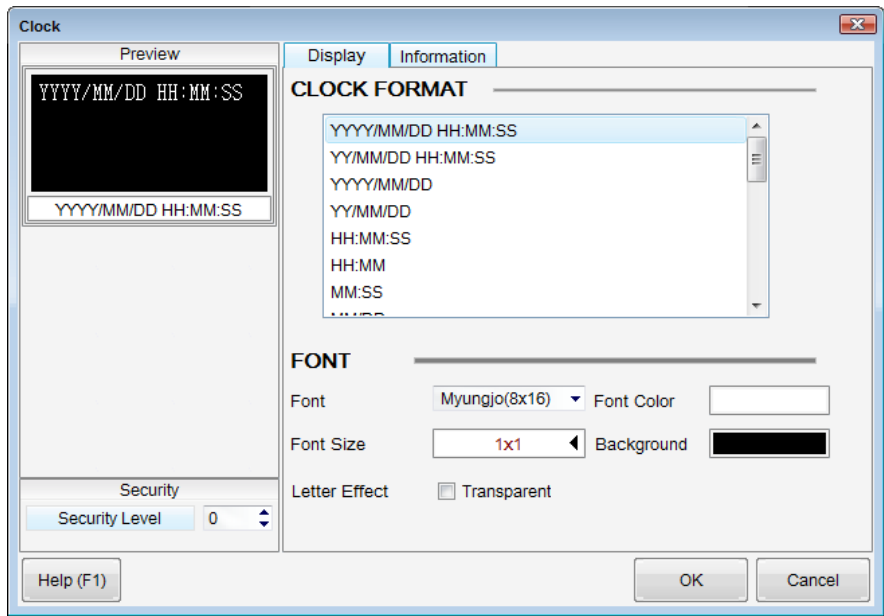 Clock
Preview
YYYY/MM/DD HH:MM:SS
YYYY/MM/DD HH:MM:SS
Security
Security Level 0
Display Information
CLOCK FORMAT
YYYY/MM/DD HH:MM:SS
YY/MM/DD HH:MM:SS
YYYY/MM/DD
YY/MM/DD
HH:MM:SS
HH:MM
MM:SS
FONT
Font Myungjo(8x16) Font Color
Font Size 1x1 Background
Letter Effect Transparent
Help (F1) OK Cancel